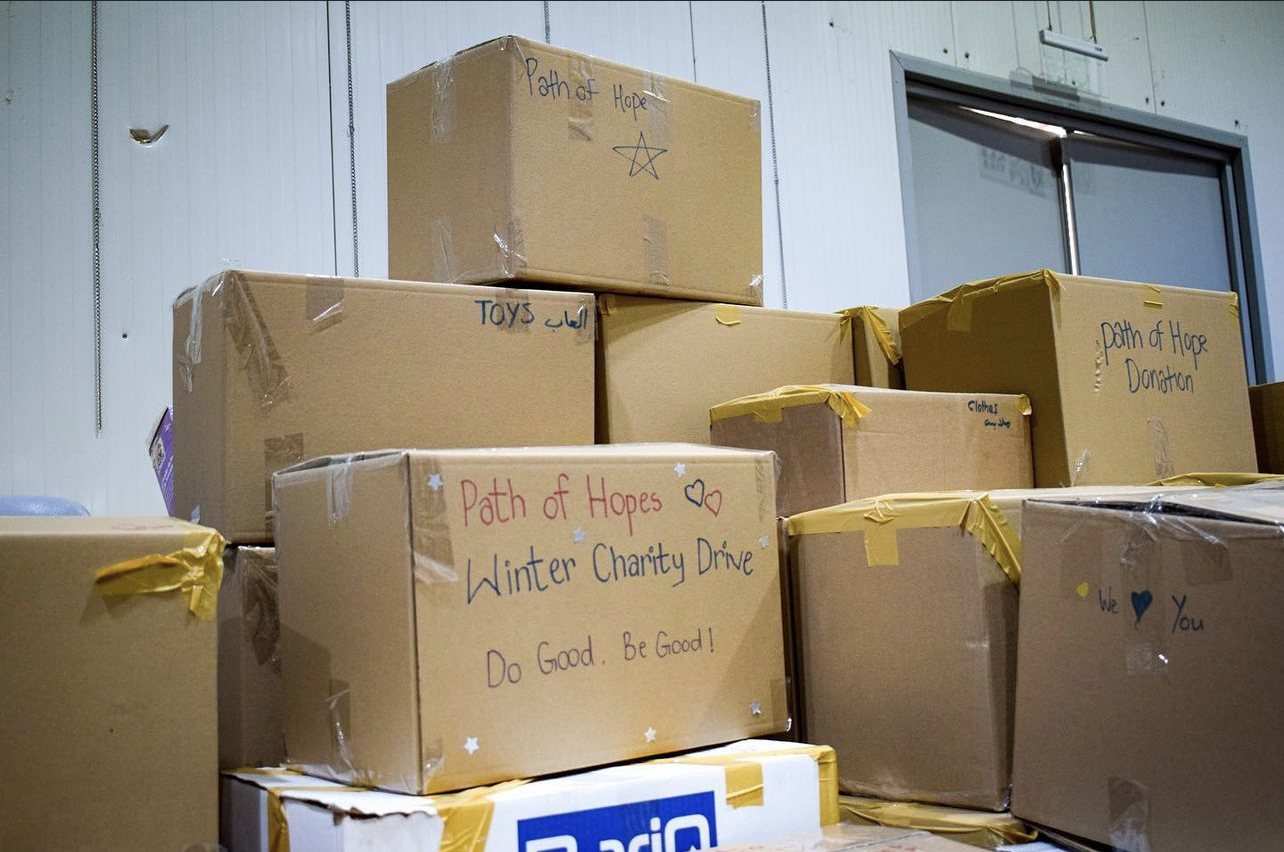 Path of Hope
TOYS العاب
Path of Hope
Donation
Clothes
Path of Hopes
Winter Charity Drive
Do Good. Be Good!
We You